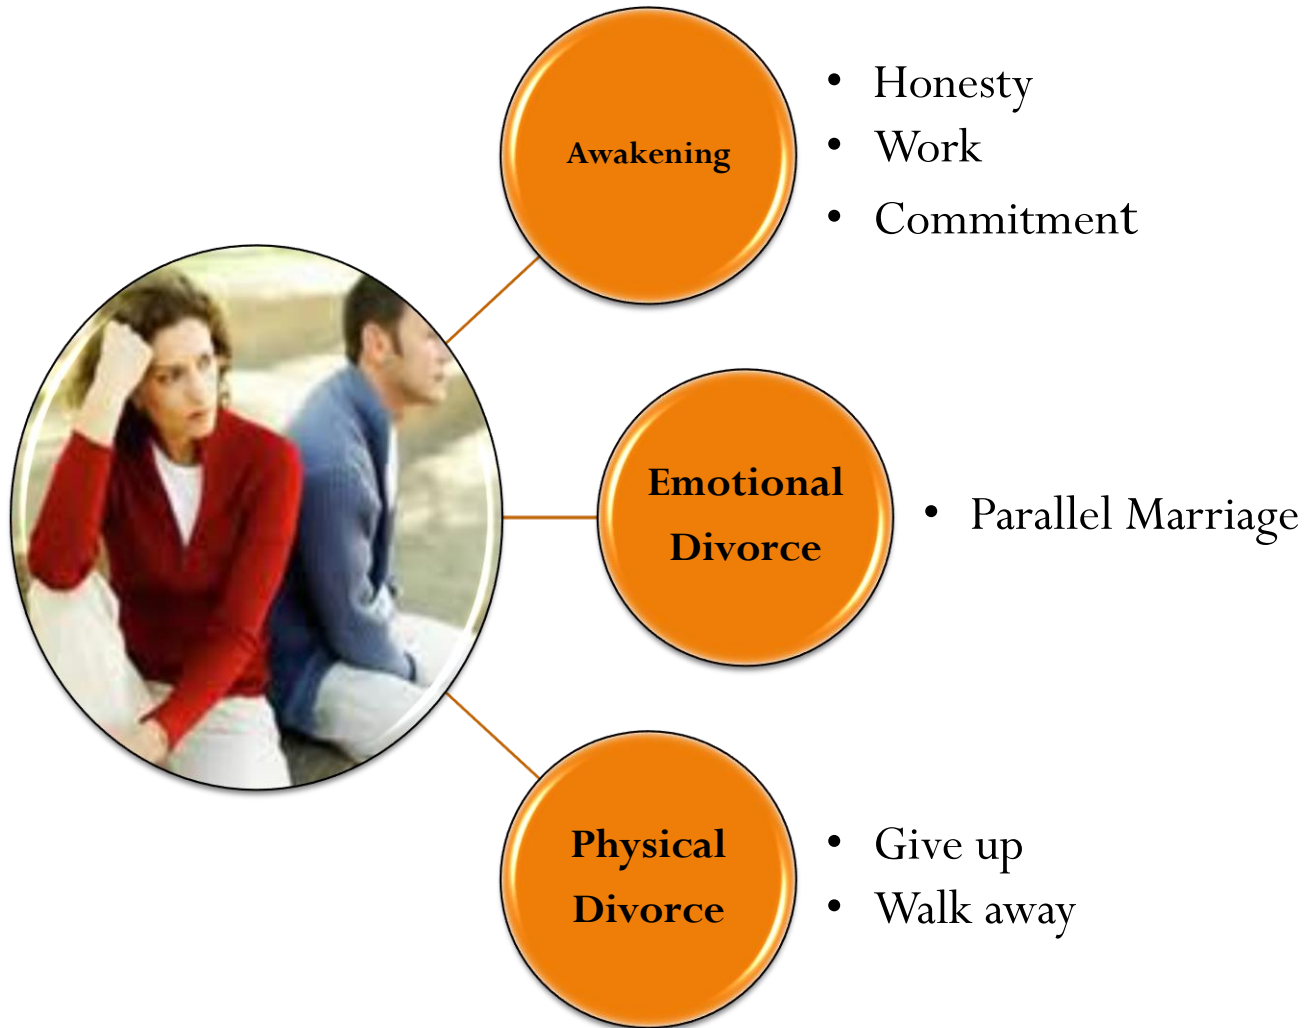 Awakening
• Honesty
• Work
• Commitment
Emotional
Divorce
• Parallel Marriage
Physical
Divorce
• Give up
• Walk away